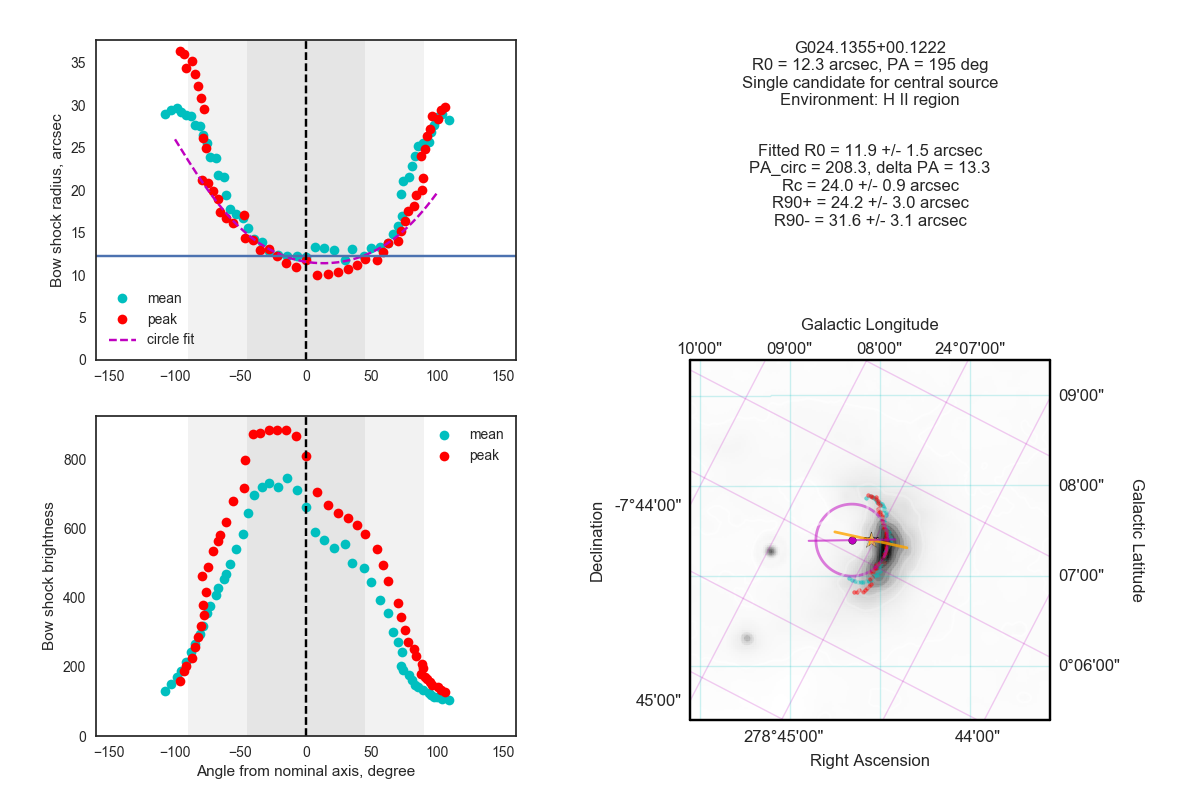 35
30
25
20
15
10
5
0
Bow shock radius, arcsec
mean
peak
circle fit
−150 −100 −50 0 50 100 150
G024.1355+00.1222
R0 = 12.3 arcsec, PA = 195 deg
Single candidate for central source
Environment: H II region
Fitted R0 = 11.9 +/- 1.5 arcsec
PA_circ = 208.3, delta PA = 13.3
Rc = 24.0 +/- 0.9 arcsec
R90+ = 24.2 +/- 3.0 arcsec
R90- = 31.6 +/- 3.1 arcsec
800
600
400
200
0
Bow shock brightness
mean
peak
−150 −100 −50 0 50 100 150
Angle from nominal axis, degree
Galactic Longitude
10'00" 09'00" 08'00" 24°07'00"
09'00"
08'00"
07'00"
0°06'00"
Galactic Latitude
-7°44'00"
45'00"
Declination
278°45'00" 44'00"
Right Ascension